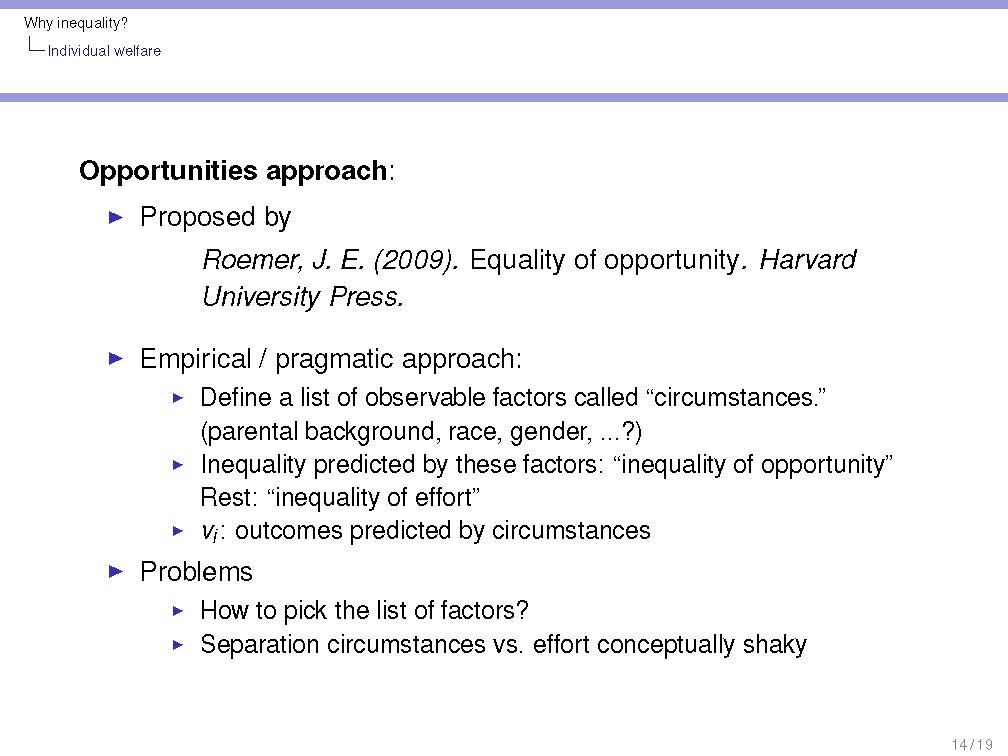 Why inequality?
Individual welfare
Opportunities approach:
Proposed by
Roemer, J. E. (2009). Equality of opportunity. Harvard
University Press.
Empirical / pragmatic approach:
Define a list of observable factors called “circumstances.”
(parental background, race, gender, ...?)
Inequality predicted by these factors: “inequality of opportunity”
Rest: “inequality of effort”
vi: outcomes predicted by circumstances
Problems
How to pick the list of factors?
Separation circumstances vs. effort conceptually shaky
14 / 19